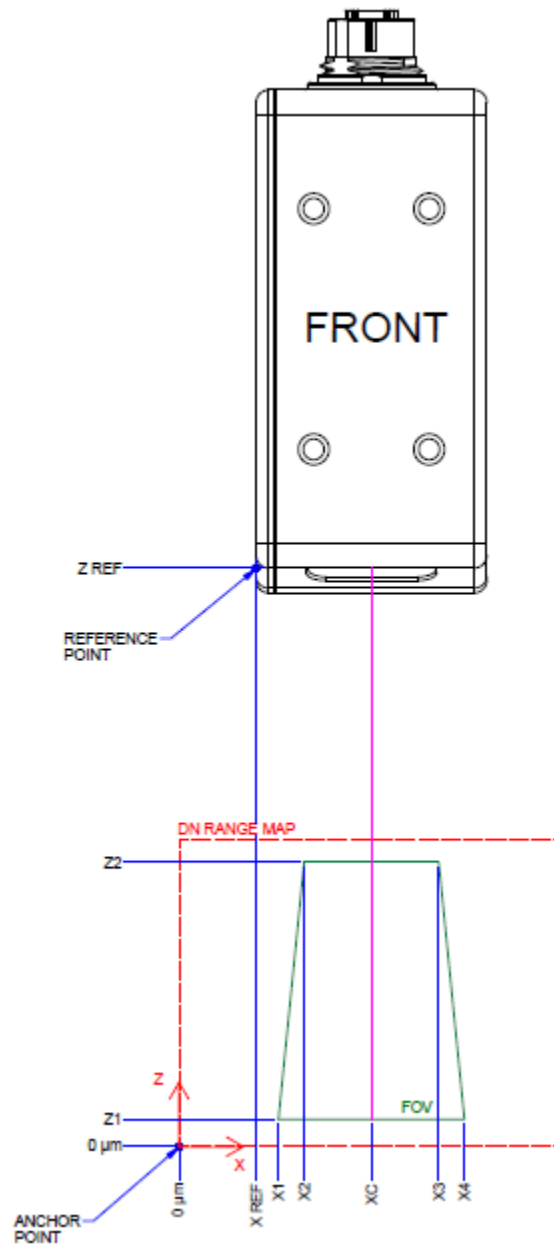 FRONT
Z REF
REFERENCE
POINT
DN RANGE MAP
Z2
Z
FOV
Z1
0 µm
X
ANCHOR
POINT
0 µm
X REF
X1
X2
XC
X3
X4